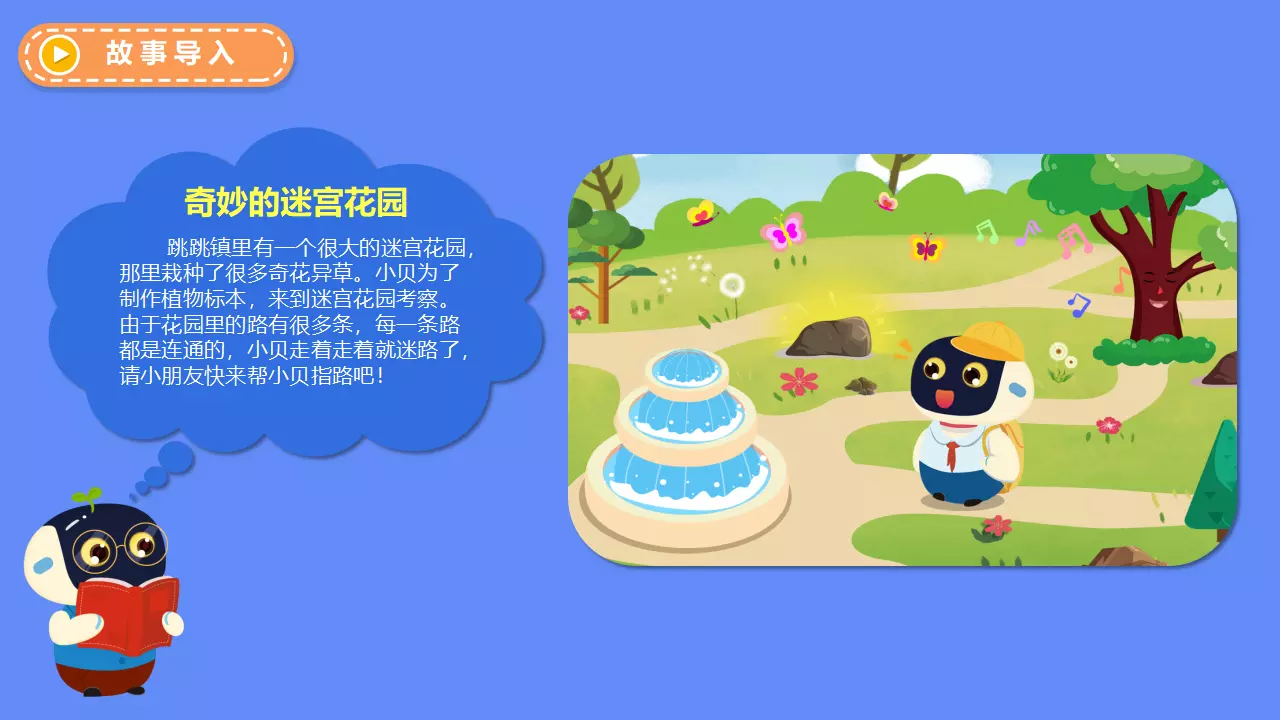 故事导入
奇妙的迷宫花园
跳跳镇里有一个很大的迷宫花园，
那里栽种了很多奇花异草。小贝为了
制作植物标本，来到迷宫花园考察。
由于花园里的路有很多条，每一条路
都是连通的，小贝走着走着就迷路了，
请小朋友快来帮小贝指路吧！